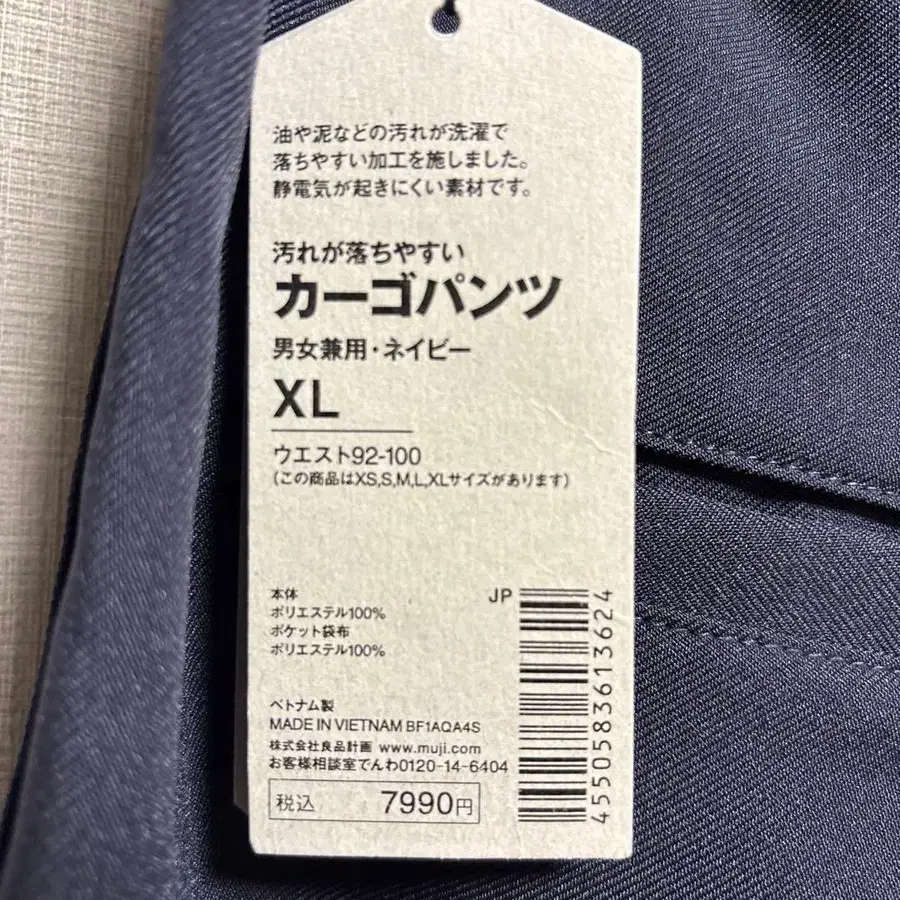 油や泥などの汚れが洗濯で
落ちやすい加工を施しました。
静電気が起きにくい素材です。
汚れが落ちやすい
カーゴパンツ
男女兼用・ネイビー
XL
ウエスト92-100
(この商品はXS,S,M,L,XLサイズがあります)
本体
ポリエステル100%
ポケット袋布
ポリエステル100%
JP
4550583613624
ベトナム製
MADE IN VIETNAM BF1AQA4S
株式会社良品計画 www.muji.com
お客様相談室でんわ0120-14-6404
税込 7990円